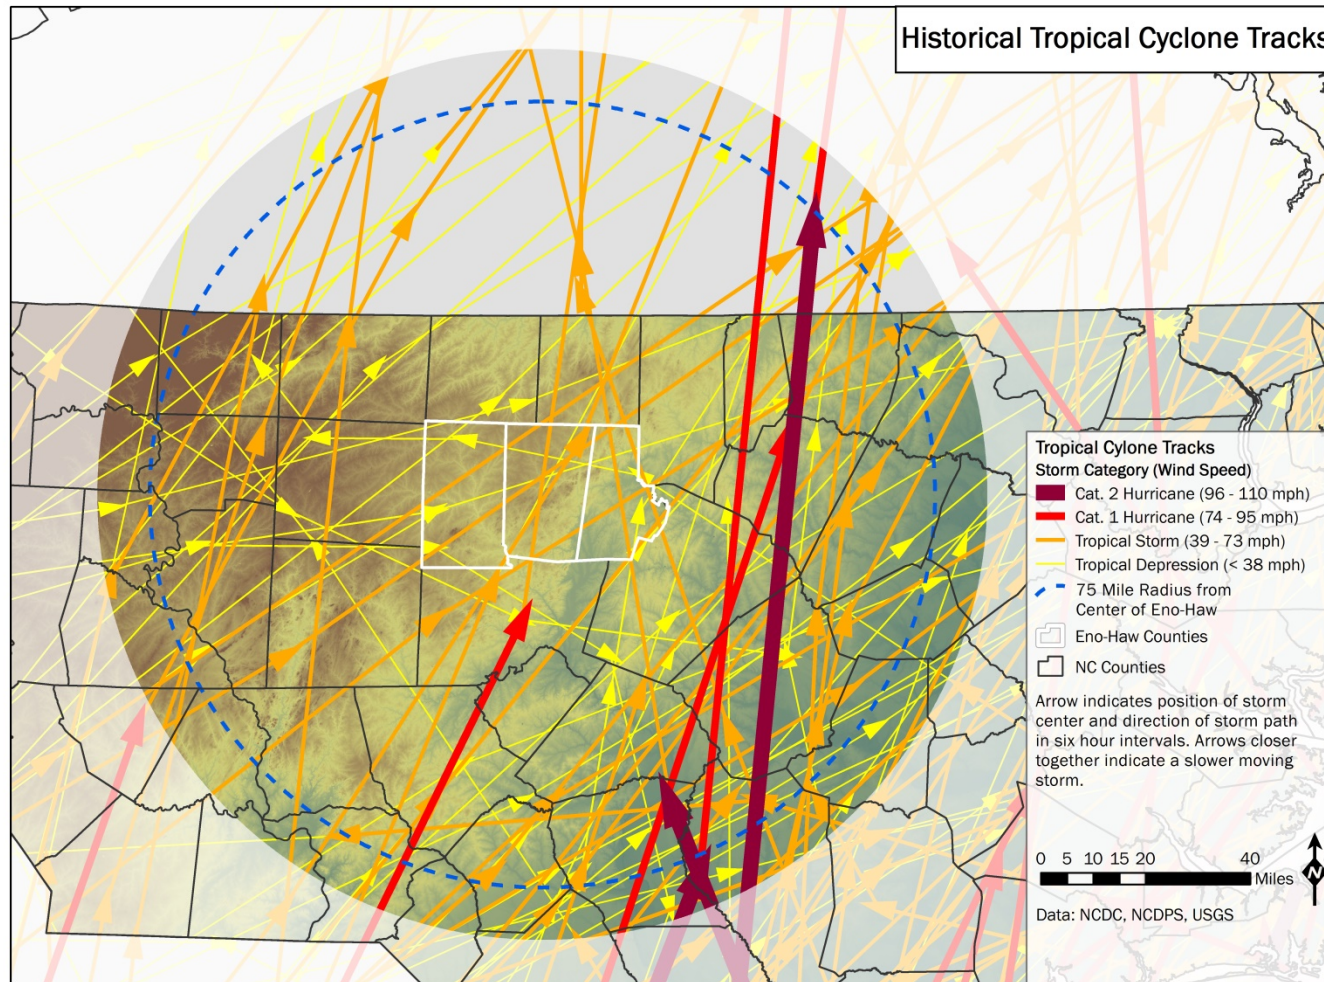 Historical Tropical Cyclone Tracks
Tropical Cylone Tracks
Storm Category (Wind Speed)
Cat. 2 Hurricane (96 - 110 mph)
Cat. 1 Hurricane (74 - 95 mph)
Tropical Storm (39 - 73 mph)
Tropical Depression (< 38 mph)
75 Mile Radius from
Center of Eno-Haw
Eno-Haw Counties
NC Counties
Arrow indicates position of storm
center and direction of storm path
in six hour intervals. Arrows closer
together indicate a slower moving
storm.
0 5 10 15 20 40
Miles
N
Data: NCDC, NCDPS, USGS